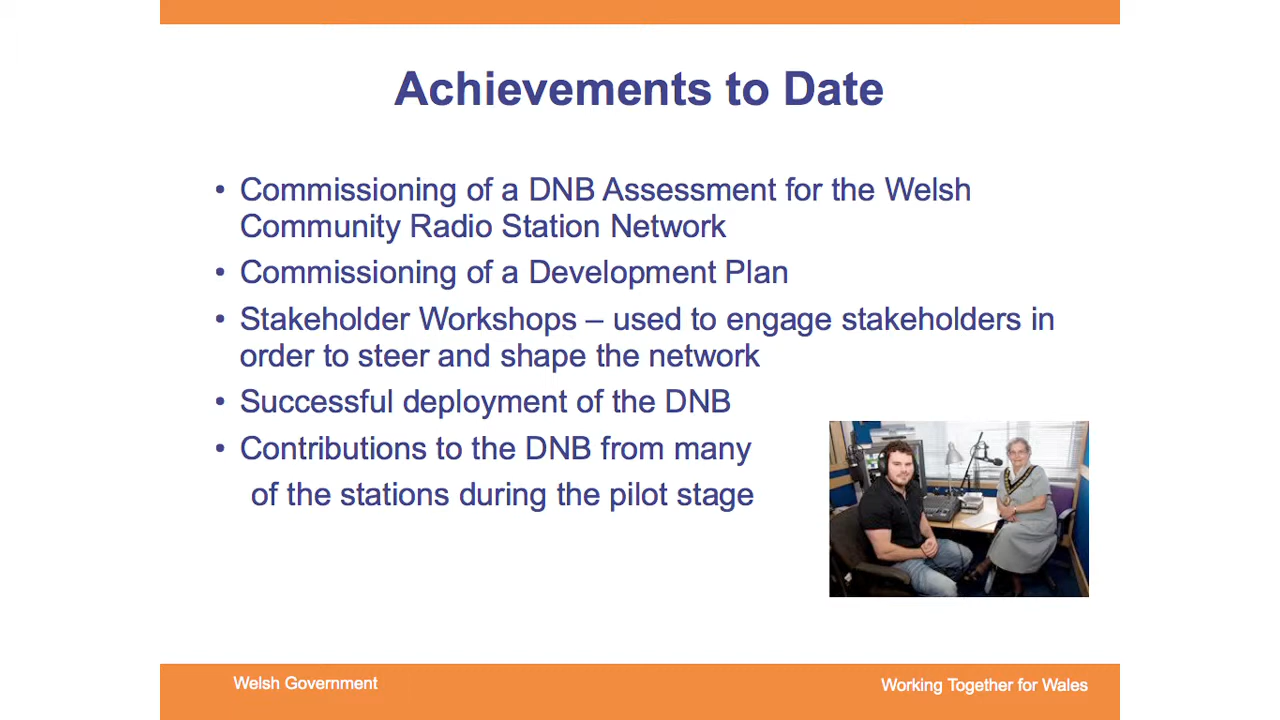 Achievements to Date
• Commissioning of a DNB Assessment for the Welsh
Community Radio Station Network
• Commissioning of a Development Plan
• Stakeholder Workshops – used to engage stakeholders in
order to steer and shape the network
• Successful deployment of the DNB
• Contributions to the DNB from many
of the stations during the pilot stage
Welsh Government
Working Together for Wales